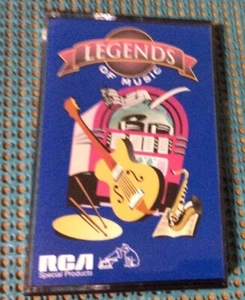 LEGENDS
OF MUSIC
RCA
Special Products